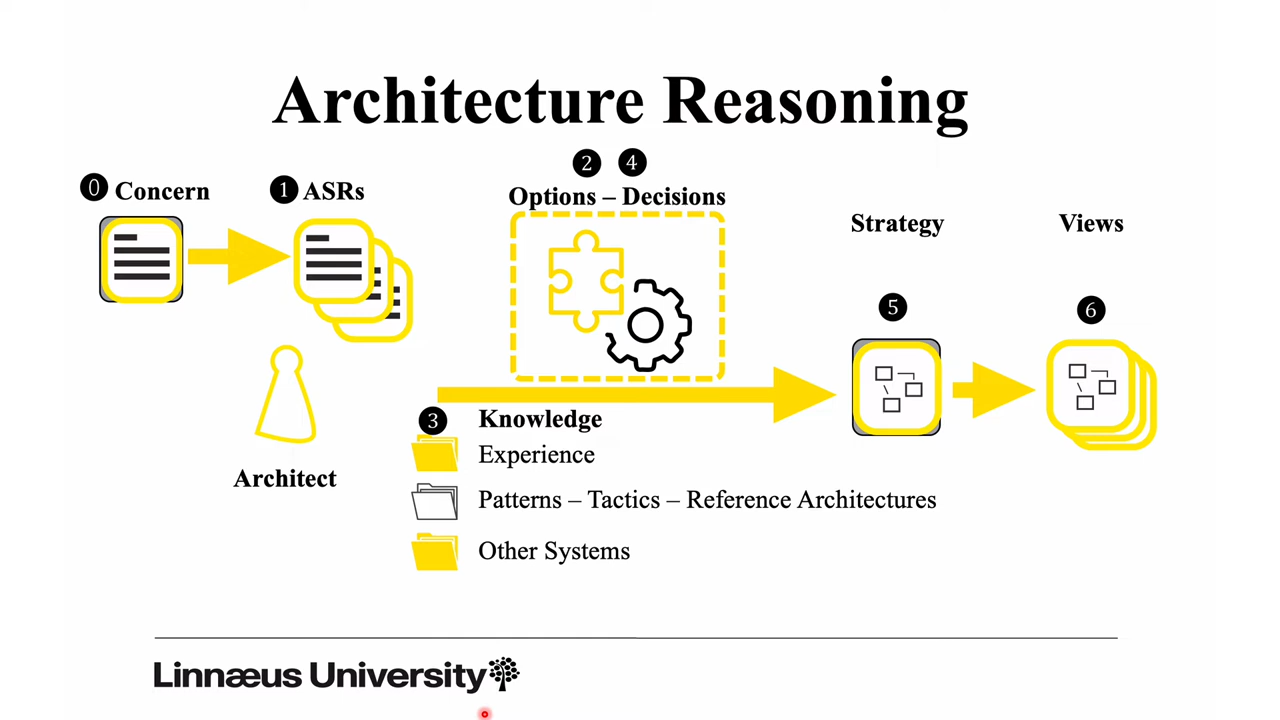 Architecture Reasoning
0 Concern
1 ASRs
2 4
Options – Decisions
Strategy
Views
5
6
3 Knowledge
Experience
Architect
Patterns – Tactics – Reference Architectures
Other Systems
Linnæus University